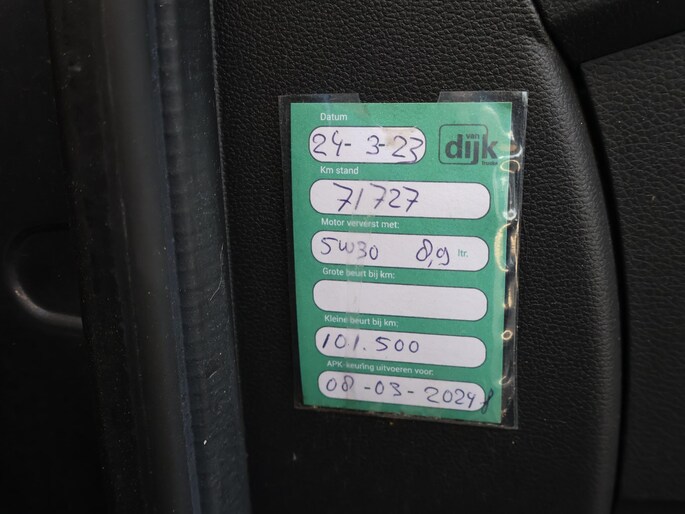 Datum
24-3-23
van
dijk
Km stand
71727
Motor ververst met:
5W30 8,9 ltr.
Grote beurt bij km:
Kleine beurt bij km:
101.500
APK-keuring uitvoeren voor:
08-03-2024